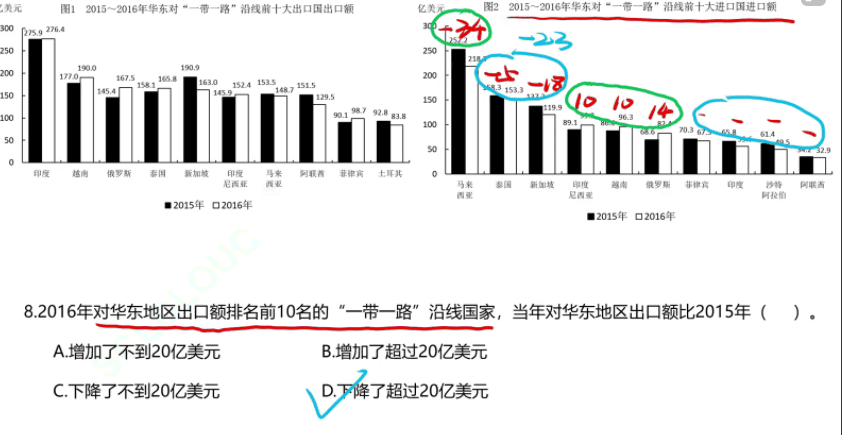 亿美元
图1 2015～2016年华东对“一带一路”沿线前十大出口国出口额
300
250
200
150
100
50
0
275.9 276.4
177.0 190.0
145.4 167.5
158.1 165.8
190.9 163.0
145.9 152.4
153.5 148.7
151.5 129.5
90.1 98.7
92.8 83.8
印度 越南 俄罗斯 泰国 新加坡 印度尼西亚 马来西亚 阿联酋 菲律宾 土耳其
■2015年 □2016年
亿美元
图2 2015～2016年华东对“一带一路”沿线前十大进口国进口额
300
250
200
150
100
50
0
-34
-23
252.2
-5 -18
153.3
119.9
10 10 14
89.1
96.3
68.6
70.3
65.8
61.4
32.9
- - - -
马来西亚 泰国 新加坡 印度尼西亚 越南 俄罗斯 菲律宾 印度 沙特阿拉伯 阿联酋
■2015年 □2016年
8.2016年对华东地区出口额排名前10名的“一带一路”沿线国家，当年对华东地区出口额比2015年（ ）。
A.增加了不到20亿美元 B.增加了超过20亿美元
C.下降了不到20亿美元 D.下降了超过20亿美元